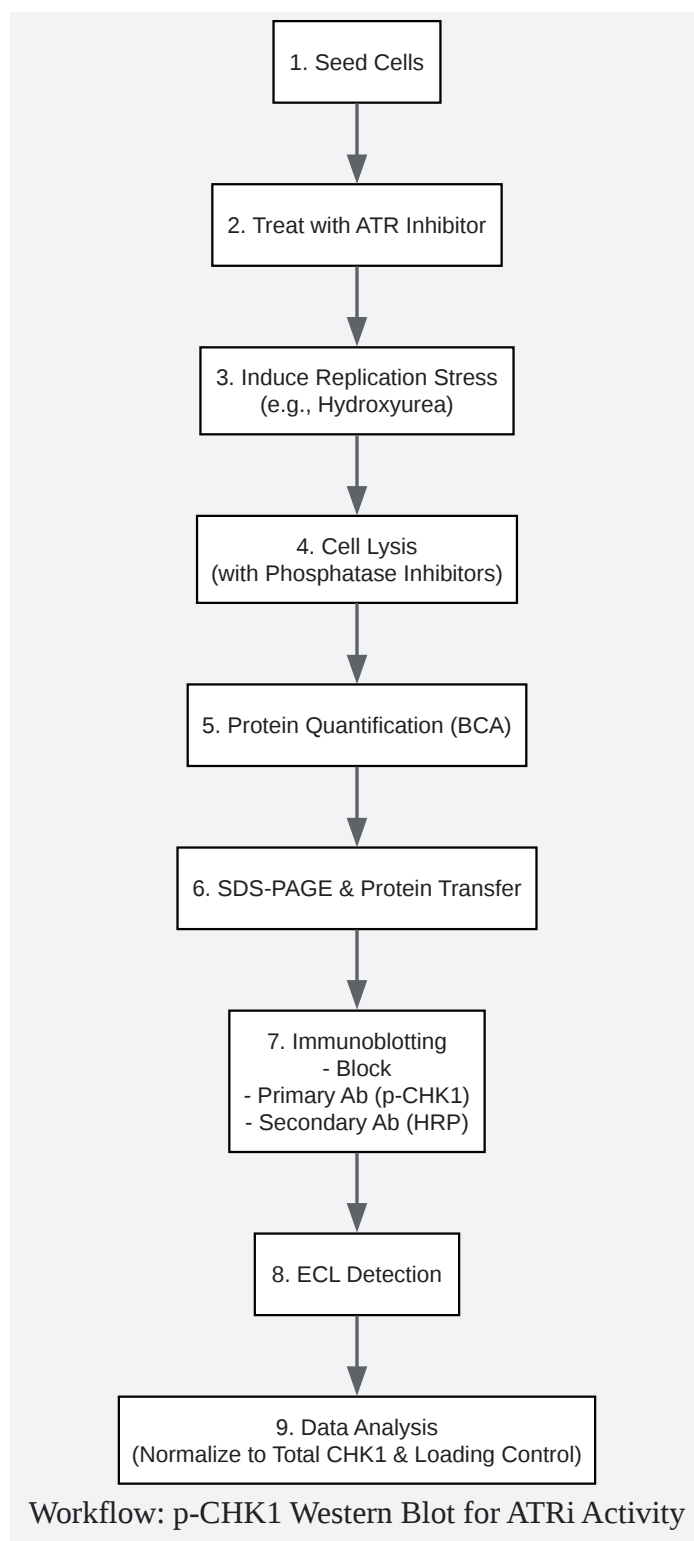 1. Seed Cells
2. Treat with ATR Inhibitor
3. Induce Replication Stress
(e.g., Hydroxyurea)
4. Cell Lysis
(with Phosphatase Inhibitors)
5. Protein Quantification (BCA)
6. SDS-PAGE & Protein Transfer
7. Immunoblotting
- Block
- Primary Ab (p-CHK1)
- Secondary Ab (HRP)
8. ECL Detection
9. Data Analysis
(Normalize to Total CHK1 & Loading Control)
Workflow: p-CHK1 Western Blot for ATRi Activity